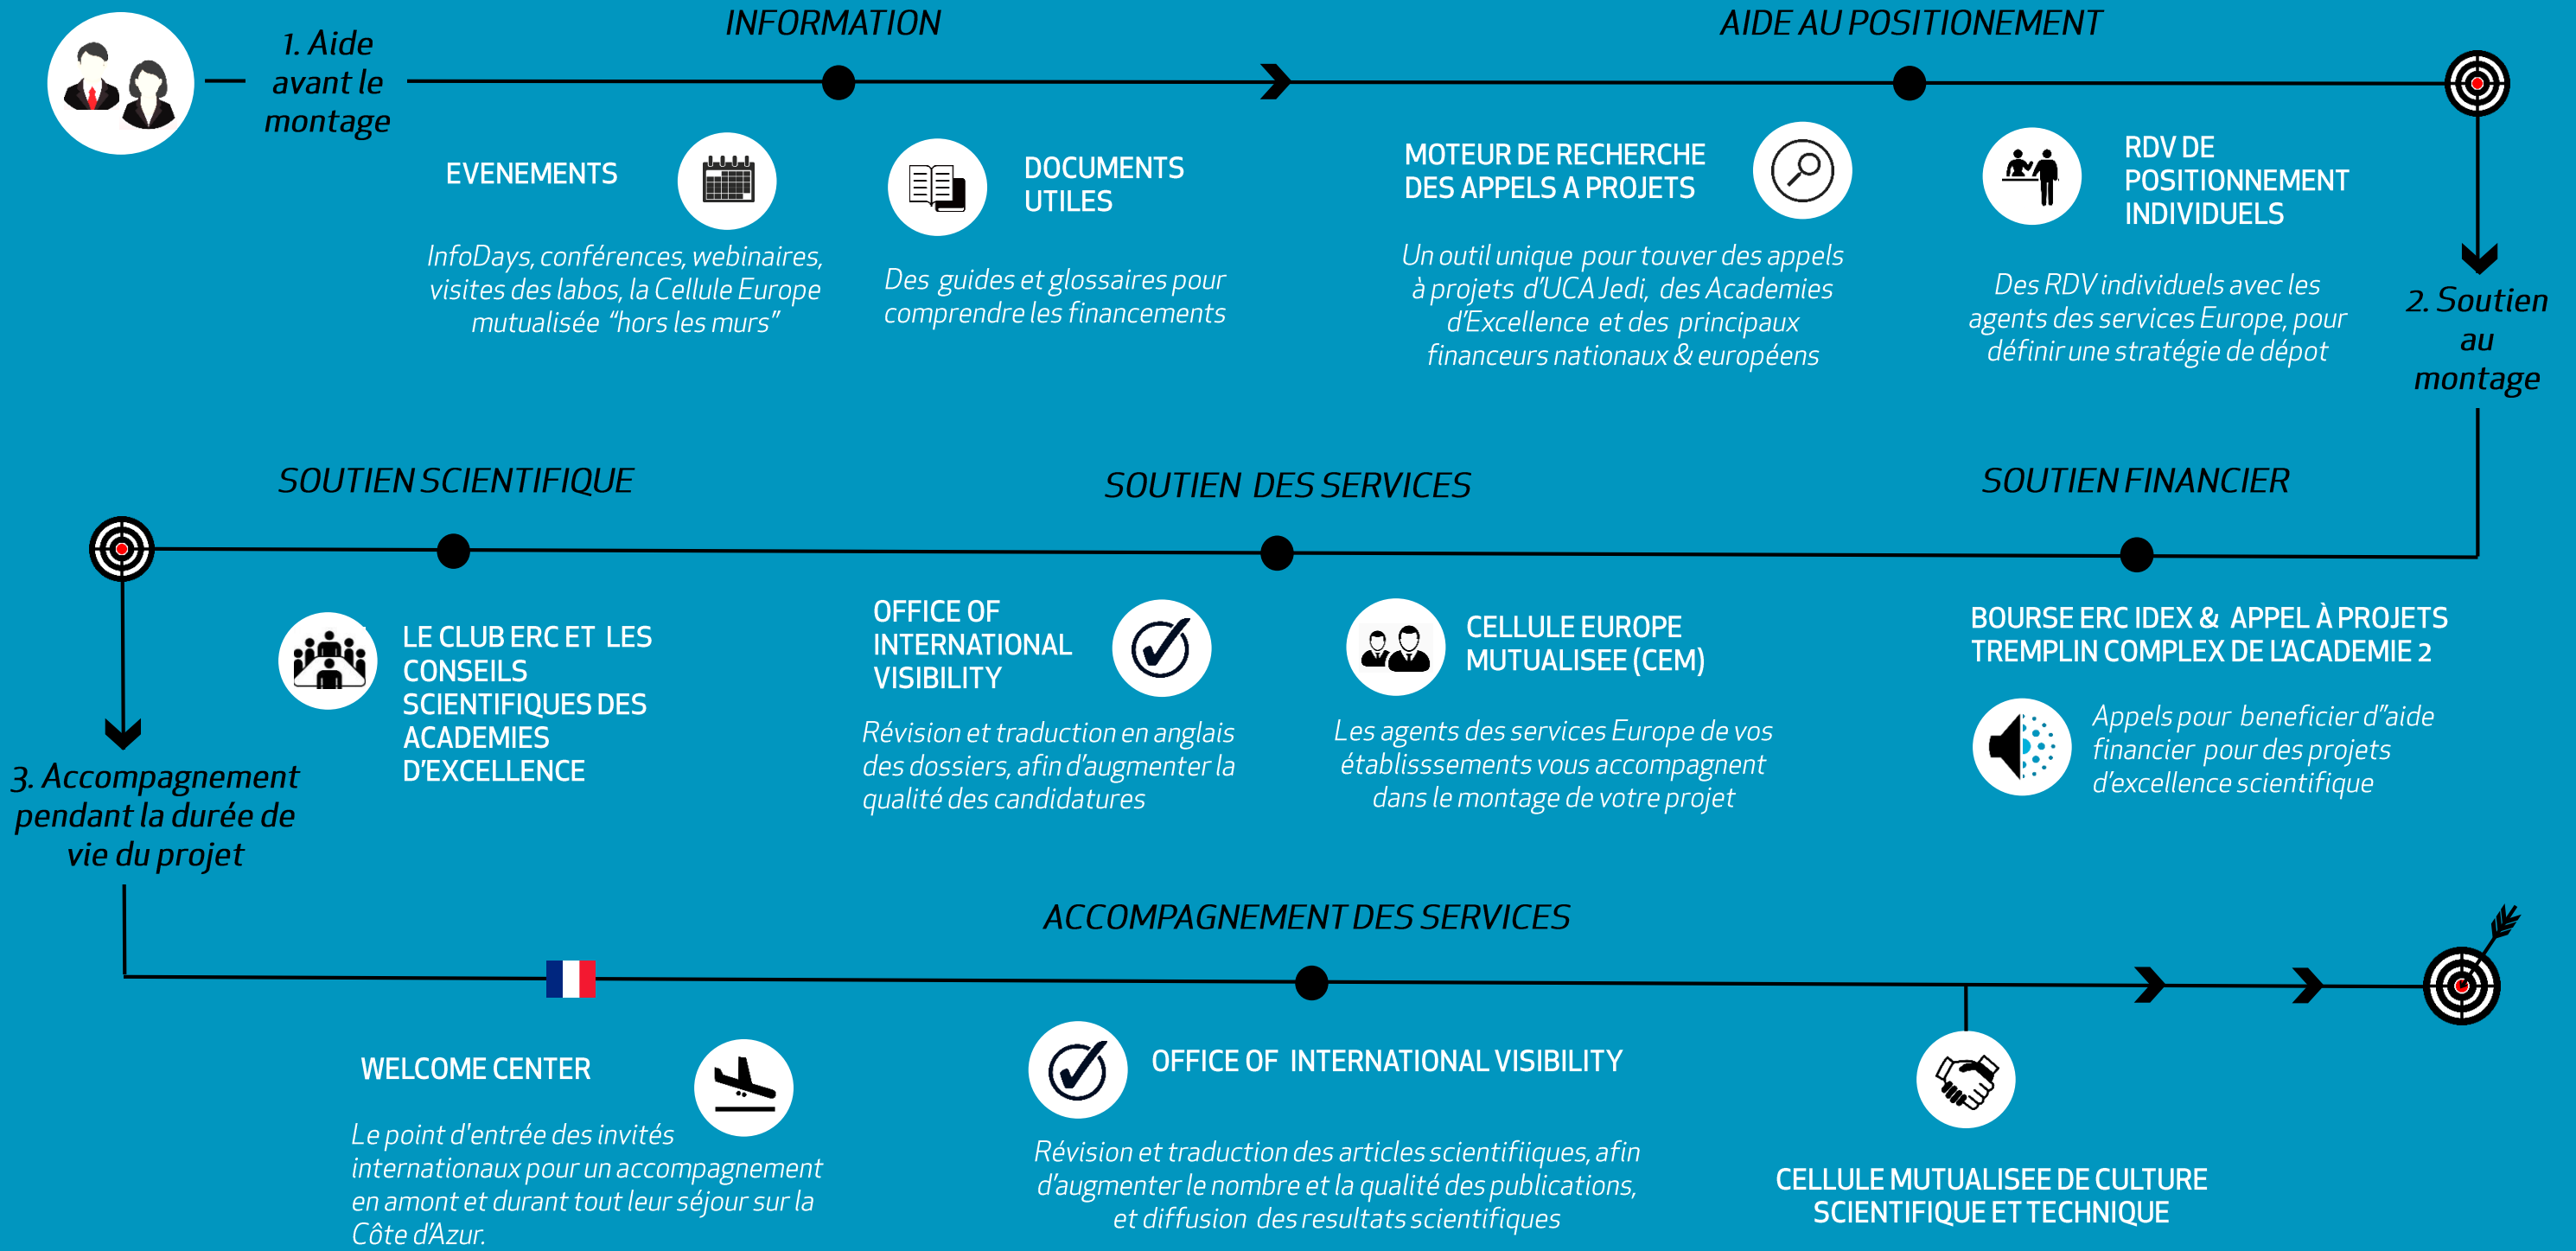 1. Aide
avant le
montage
INFORMATION
AIDE AU POSITIONEMENT
EVENEMENTS
InfoDays, conférences, webinaires,
visites des labos, la Cellule Europe
mutualisée “hors les murs”
DOCUMENTS
UTILES
Des guides et glossaires pour
comprendre les financements
MOTEUR DE RECHERCHE
DES APPELS A PROJETS
Un outil unique pour touver des appels
à projets d’UCA Jedi, des Academies
d’Excellence et des principaux
financeurs nationaux & européens
RDV DE
POSITIONNEMENT
INDIVIDUELS
Des RDV individuels avec les
agents des services Europe, pour
définir une stratégie de dépot
2. Soutien
au
montage
SOUTIEN FINANCIER
BOURSE ERC IDEX & APPEL À PROJETS
TREMPLIN COMPLEX DE L’ACADEMIE 2
Appels pour beneficier d’’aide
financier pour des projets
d’excellence scientifique
SOUTIEN DES SERVICES
OFFICE OF
INTERNATIONAL
VISIBILITY
Révision et traduction en anglais
des dossiers, afin d’augmenter la
qualité des candidatures
CELLULE EUROPE
MUTUALISEE (CEM)
Les agents des services Europe de vos
établisssements vous accompagnent
dans le montage de votre projet
SOUTIEN SCIENTIFIQUE
LE CLUB ERC ET LES
CONSEILS
SCIENTIFIQUES DES
ACADEMIES
D’EXCELLENCE
3. Accompagnement
pendant la durée de
vie du projet
ACCOMPAGNEMENT DES SERVICES
WELCOME CENTER
Le point d'entrée des invités
internationaux pour un accompagnement
en amont et durant tout leur séjour sur la
Côte d’Azur.
OFFICE OF INTERNATIONAL VISIBILITY
Révision et traduction des articles scientifiiques, afin
d’augmenter le nombre et la qualité des publications,
et diffusion des resultats scientifiques
CELLULE MUTUALISEE DE CULTURE
SCIENTIFIQUE ET TECHNIQUE